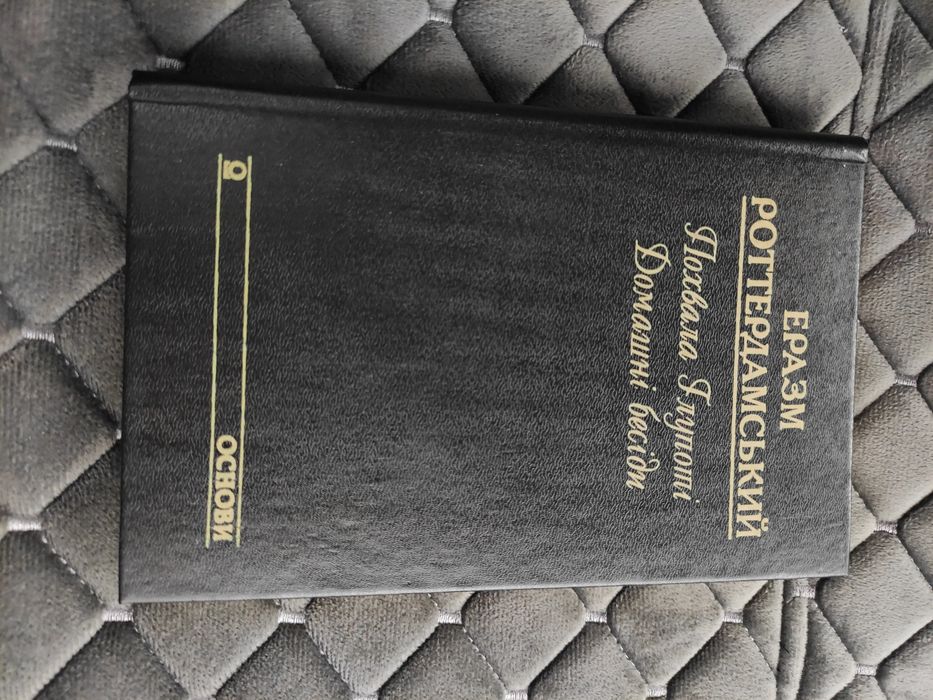 ЕРАЗМ
РОТТЕРДАМСЬКИЙ
Похвала Глупоті
Домашні бесіди
О
ОСНОВИ